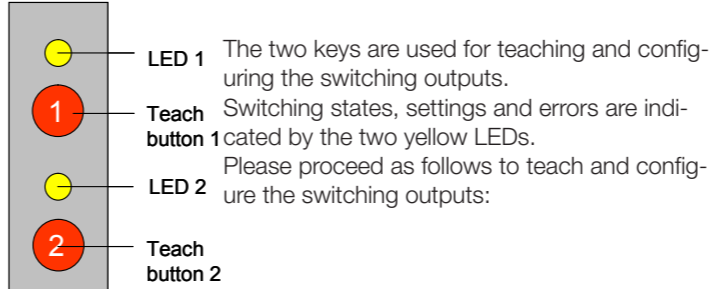 LED 1
1
Teach
button 1
LED 2
2
Teach
button 2
The two keys are used for teaching and config-
uring the switching outputs.
Switching states, settings and errors are indi-
cated by the two yellow LEDs.
Please proceed as follows to teach and config-
ure the switching outputs: